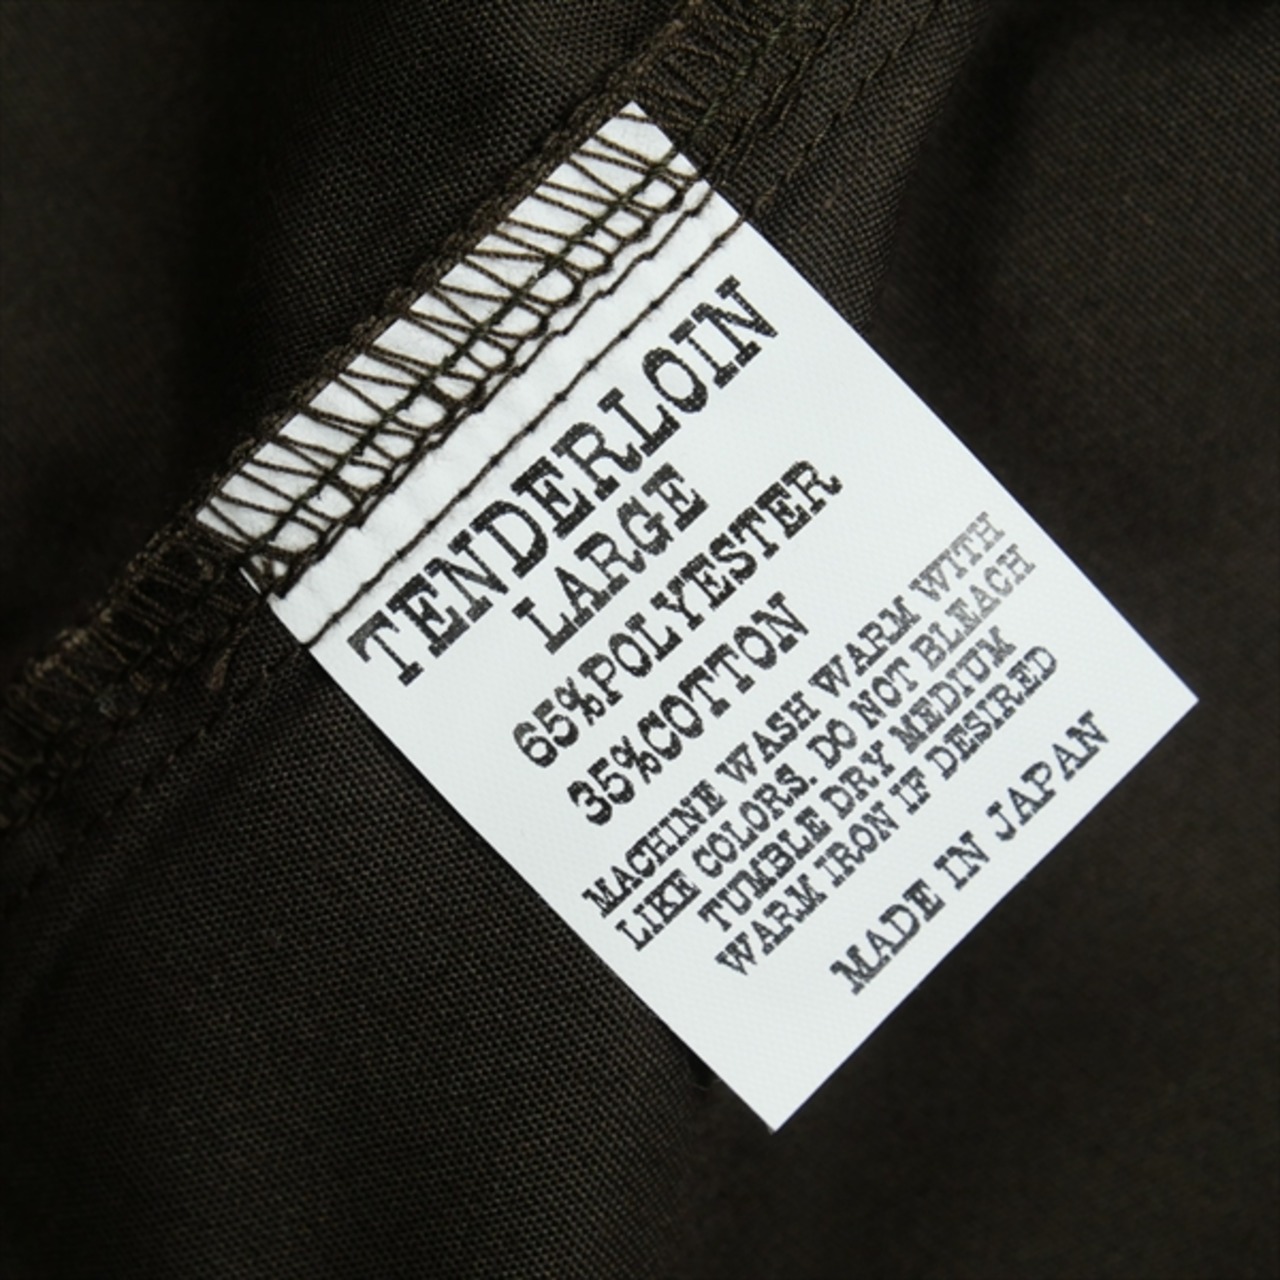 TENDERLOIN
LARGE
65%POLYESTER
35%COTTON
MACHINE WASH WARM WITH
LIKE COLORS. DO NOT BLEACH
TUMBLE DRY MEDIUM
WARM IRON IF DESIRED
MADE IN JAPAN